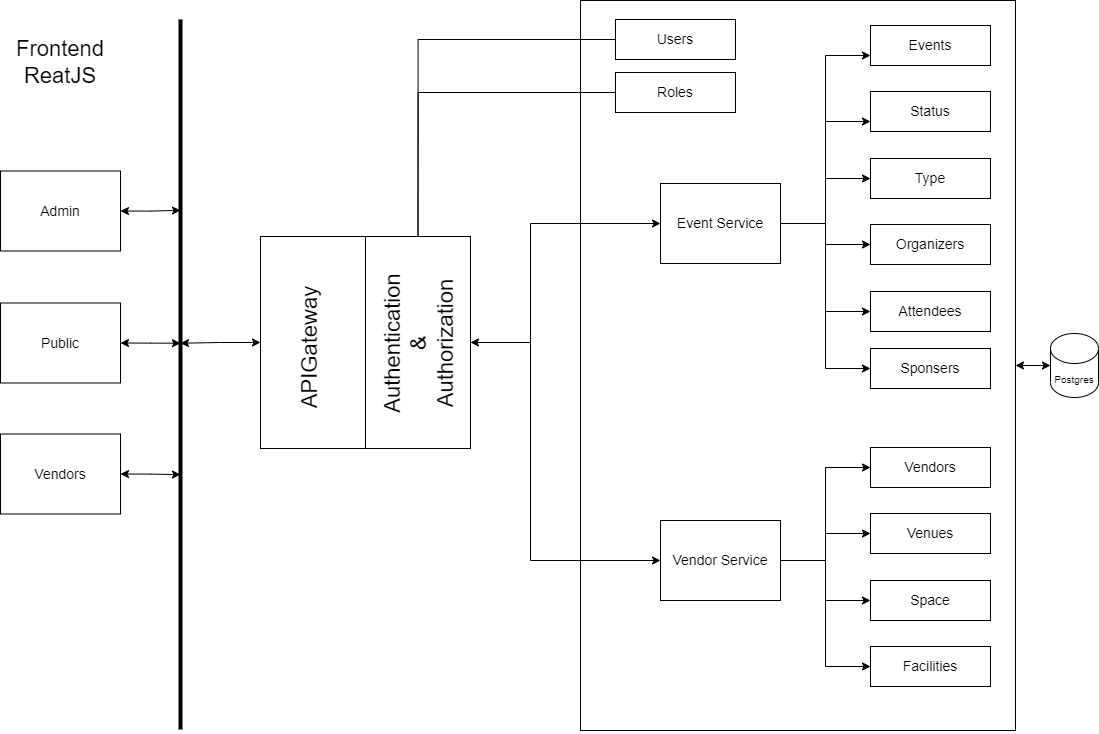 Frontend
ReatJS
Admin
Public
Vendors
APIGateway
Authentication
&
Authorization
Users
Roles
Event Service
Events
Status
Type
Organizers
Attendees
Sponsers
Vendor Service
Vendors
Venues
Space
Facilities
Postgres